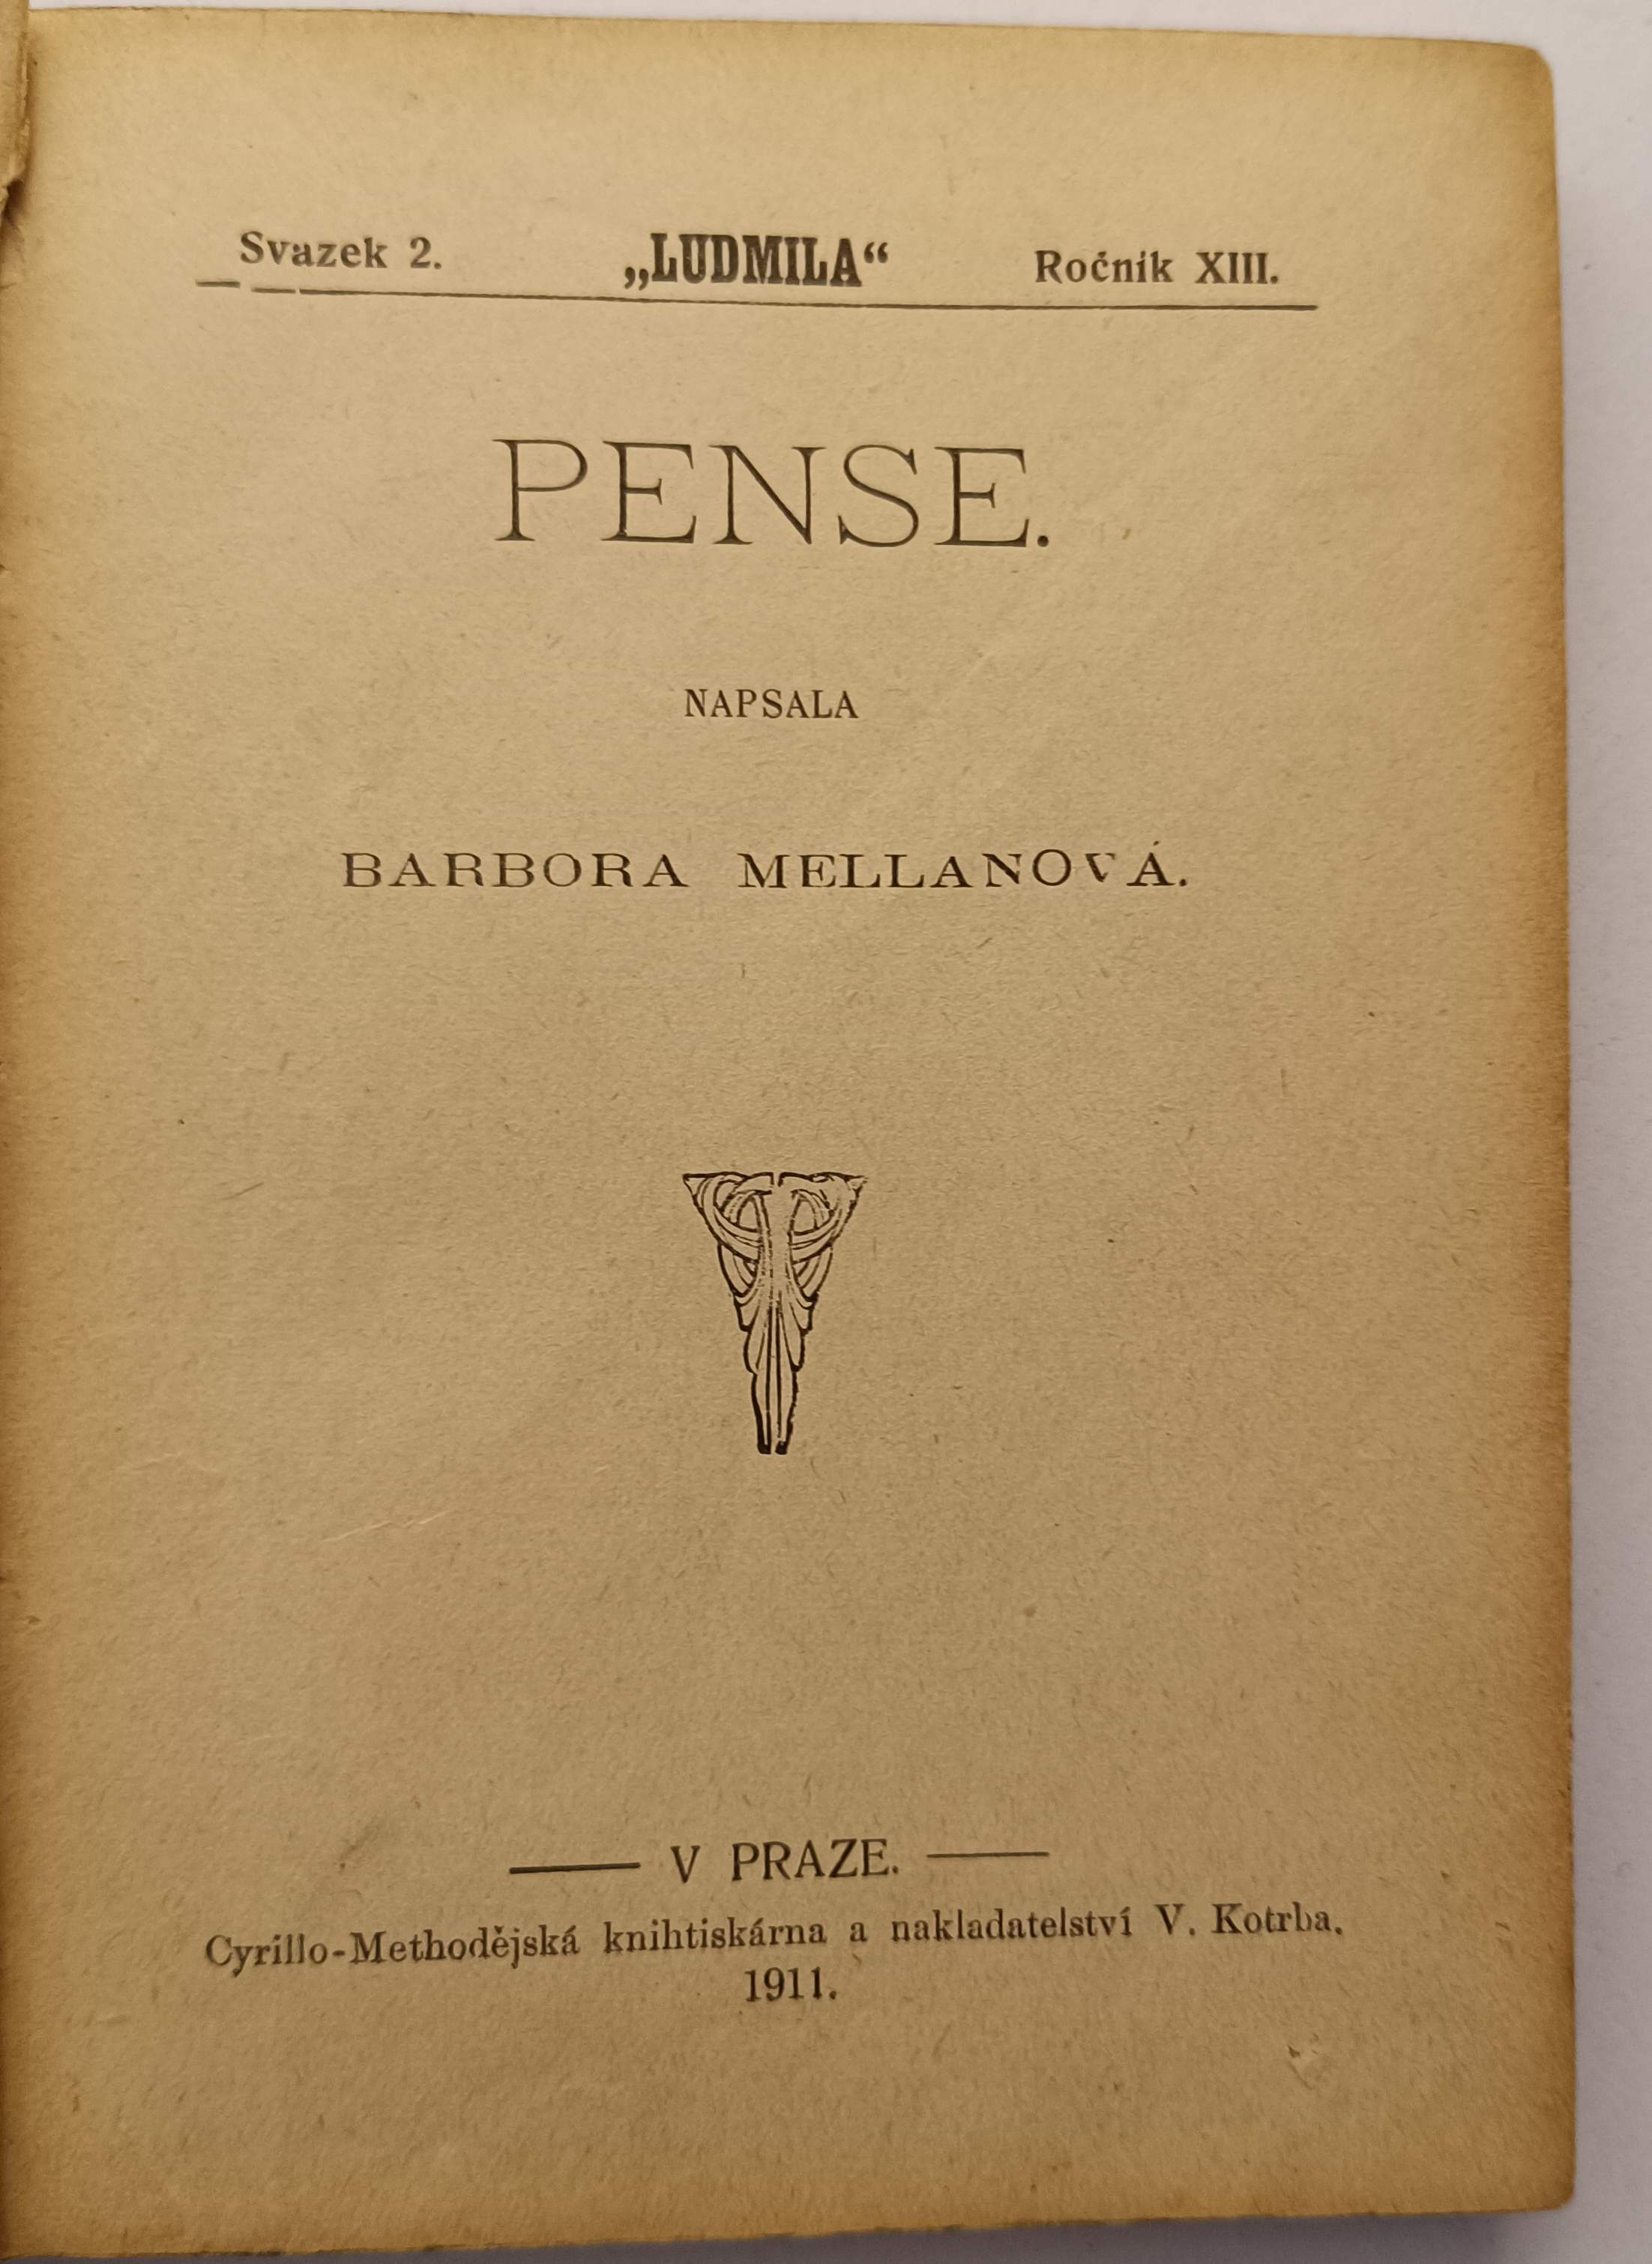 Svazek 2. „LUDMILA“ Ročník XIII.
PENSE.
NAPSALA
BARBORA MELLANOVÁ.
V PRAZE.
Cyrillo-Methodějská knihtiskárna a nakladatelství V. Kotrba.
1911.